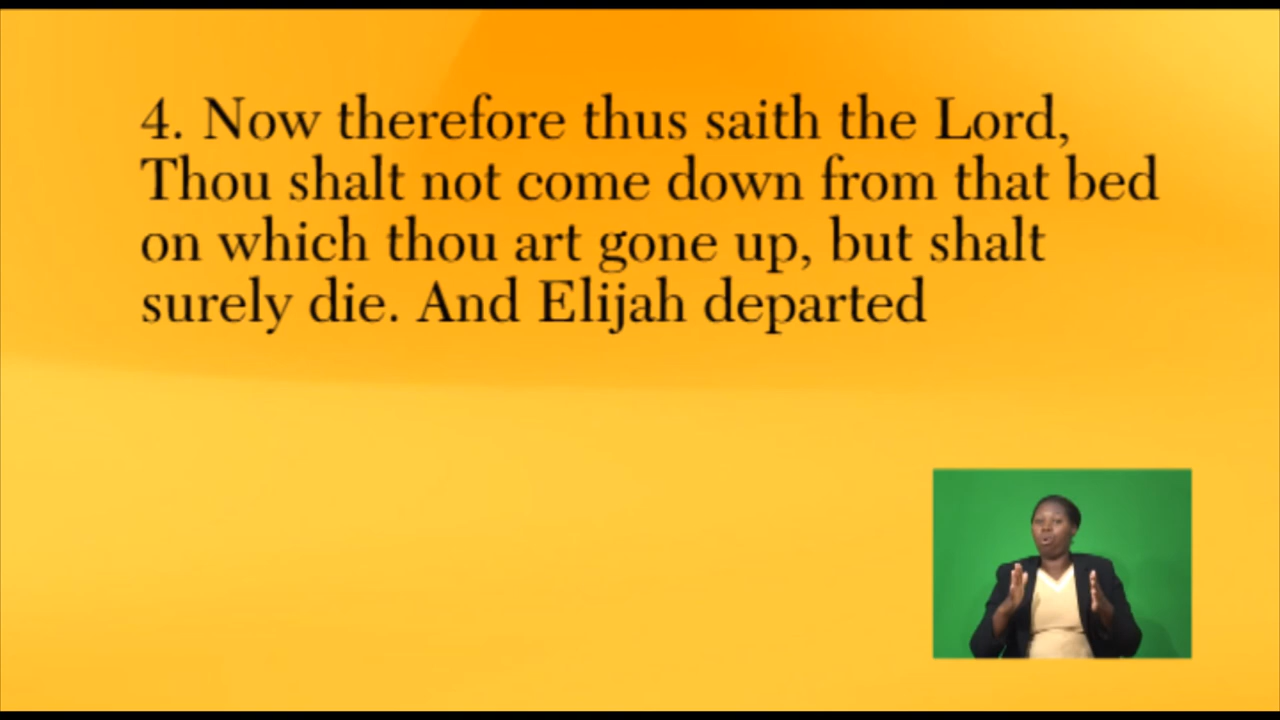 4. Now therefore thus saith the Lord,
Thou shalt not come down from that bed
on which thou art gone up, but shalt
surely die. And Elijah departed